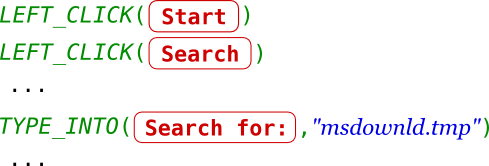 LEFT_CLICK( Start )
LEFT_CLICK( Search )
...
TYPE_INTO( Search for: ,"msdownld.tmp")
...